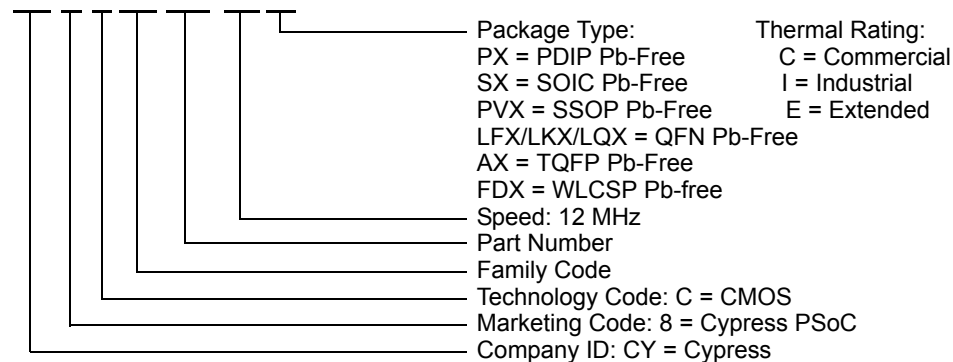 Package Type: Thermal Rating:
PX = PDIP Pb-Free C = Commercial
SX = SOIC Pb-Free I = Industrial
PVX = SSOP Pb-Free E = Extended
LFX/LKX/LQX = QFN Pb-Free
AX = TQFP Pb-Free
FDX = WLCSP Pb-free
Speed: 12 MHz
Part Number
Family Code
Technology Code: C = CMOS
Marketing Code: 8 = Cypress PSoC
Company ID: CY = Cypress